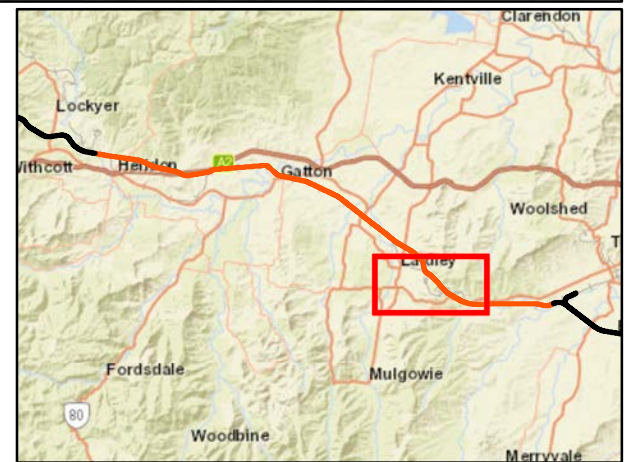 Clarendon
Kentville
Lockyer
Withcott
Helidon
A2
Gatton
Woolshed
Laidley
Fordsdale
Mulgowie
80
Woodbine
Merryvale